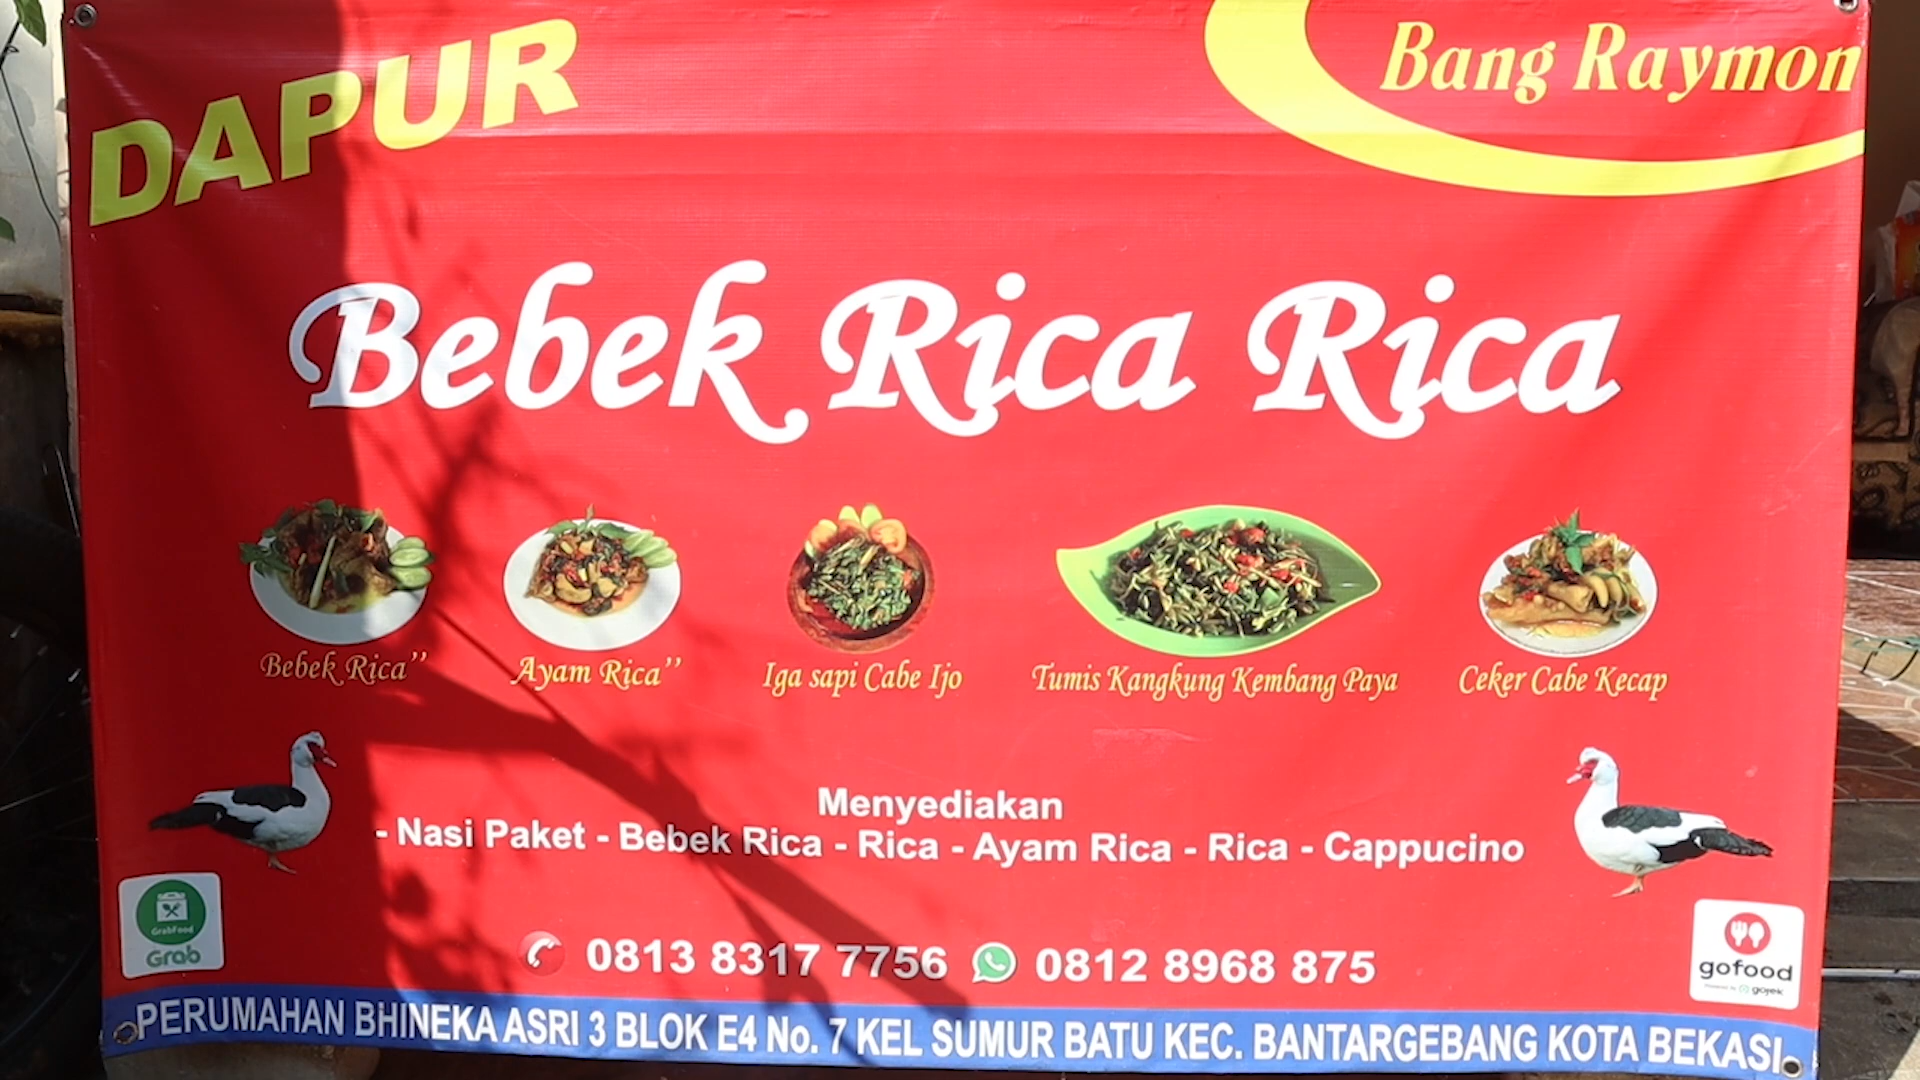 DAPUR
Bang Raymon
Bebek Rica Rica
Bebek Rica’’
Ayam Rica’’
Iga sapi Cabe Ijo
Tumis Kangkung Kembang Paya
Ceker Cabe Kecap
Menyediakan
- Nasi Paket - Bebek Rica - Rica - Ayam Rica - Rica - Cappucino
GrabFood
Grab
0813 8317 7756
0812 8968 875
gofood
Powered by gojek
PERUMAHAN BHINEKA ASRI 3 BLOK E4 No. 7 KEL SUMUR BATU KEC. BANTARGEBANG KOTA BEKASI